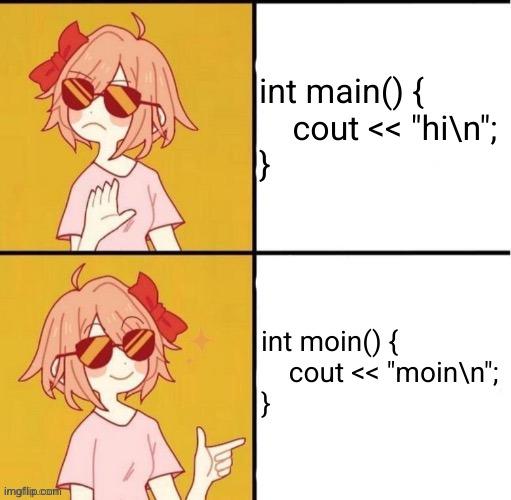 int main() {
    cout << "hi\n";
}
int moin() {
    cout << "moin\n";
}
imgflip.com